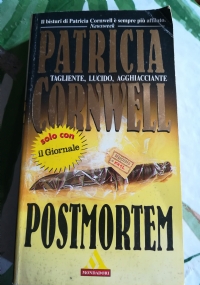 Il bisturi di Patricia Cornwell è sempre più affilato.
Newsweek
PATRICIA
TAGLIENTE, LUCIDO, AGGHIACCIANTE
CORNWELL
solo con
il Giornale
POSTMORTEM
MONDADORI